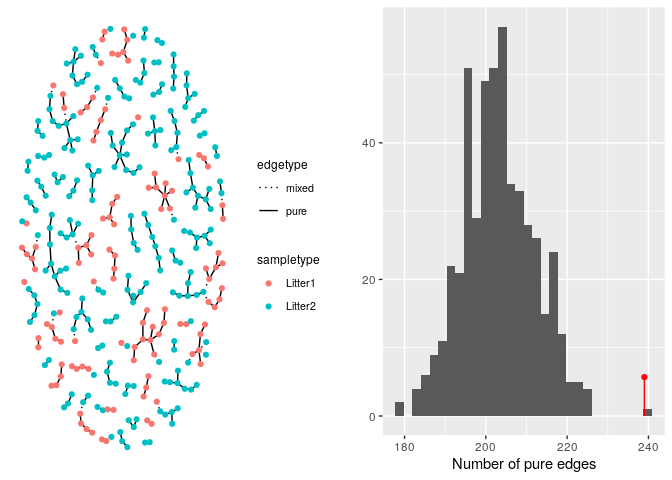 edgetype
mixed
pure
sampletype
Litter1
Litter2
40
20
0
180 200 220 240
Number of pure edges